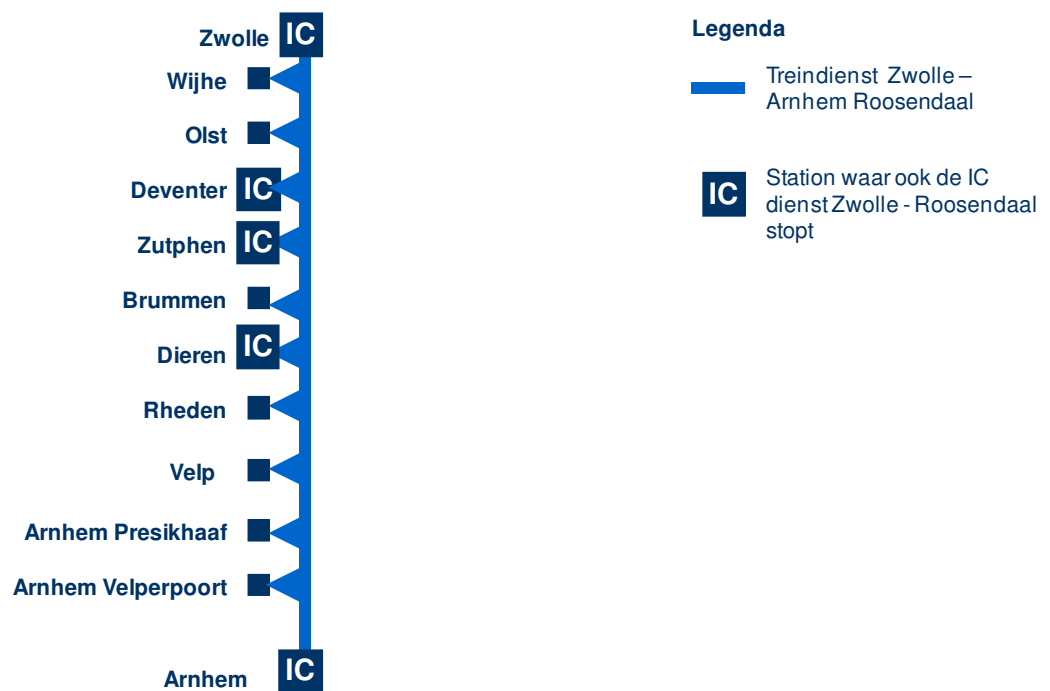 Zwolle IC
Wijhe
Olst
Deventer IC
Zutphen IC
Brummen
Dieren IC
Rheden
Velp
Arnhem Presikhaaf
Arnhem Velperpoort
Arnhem IC
Legenda
Treindienst Zwolle –
Arnhem Roosendaal
IC
Station waar ook de IC
dienst Zwolle - Roosendaal
stopt